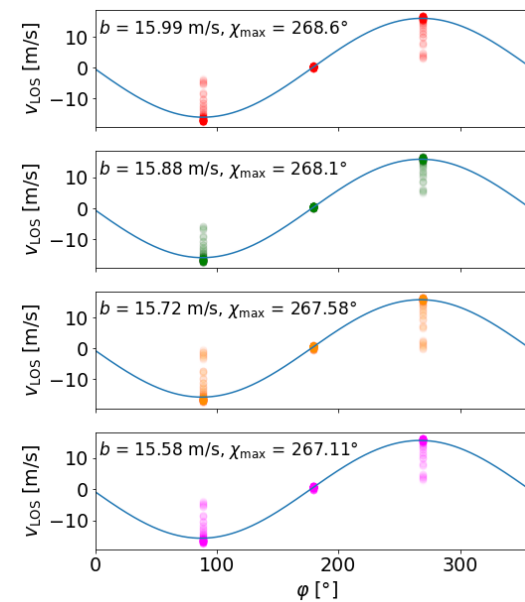 b = 15.99 m/s, χmax = 268.6°
10
0
−10
vLOS [m/s]
b = 15.88 m/s, χmax = 268.1°
10
0
−10
vLOS [m/s]
b = 15.72 m/s, χmax = 267.58°
10
0
−10
vLOS [m/s]
b = 15.58 m/s, χmax = 267.11°
10
0
−10
vLOS [m/s]
0 100 200 300
φ [°]